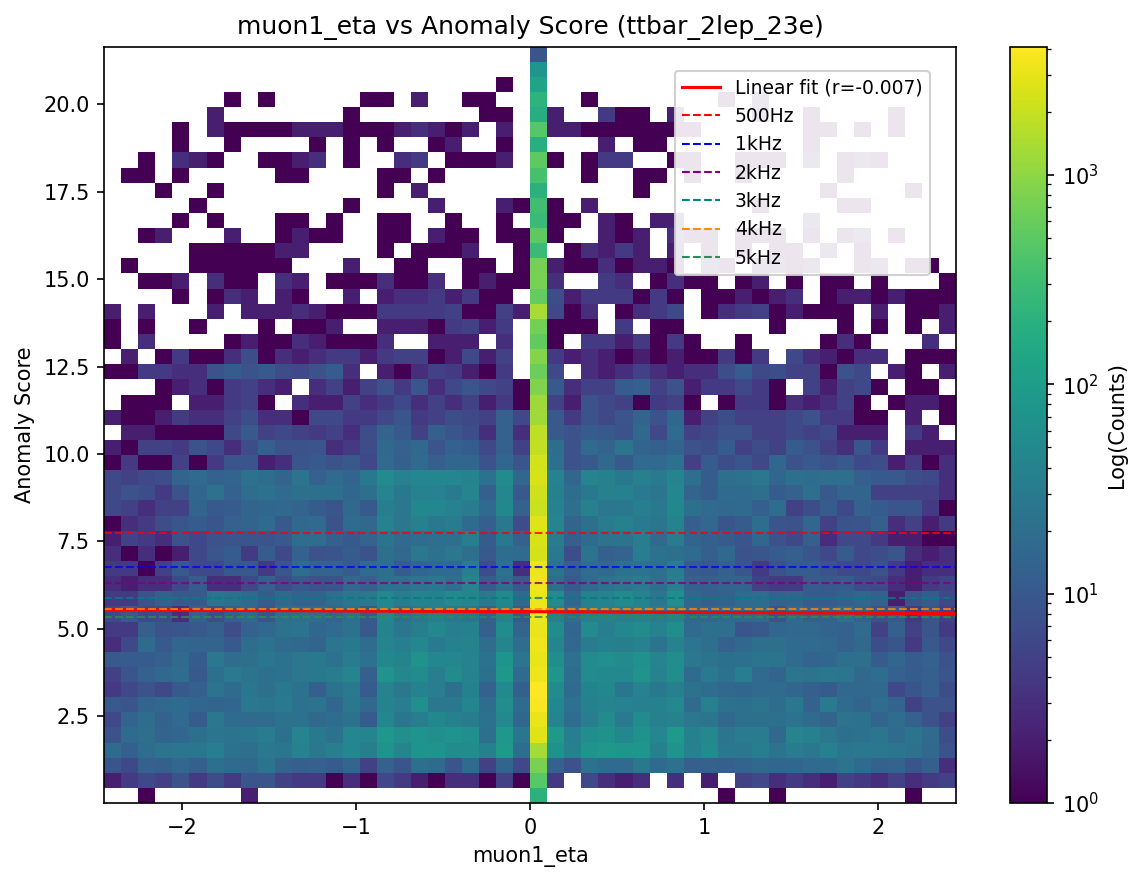 muon1_eta vs Anomaly Score (ttbar_2lep_23e)
Linear fit (r=-0.007)
500Hz
1kHz
2kHz
3kHz
4kHz
5kHz
20.0
17.5
15.0
12.5
10.0
7.5
5.0
2.5
Anomaly Score
−2
−1
0
1
2
muon1_eta
10³
10²
10¹
10⁰
Log(Counts)